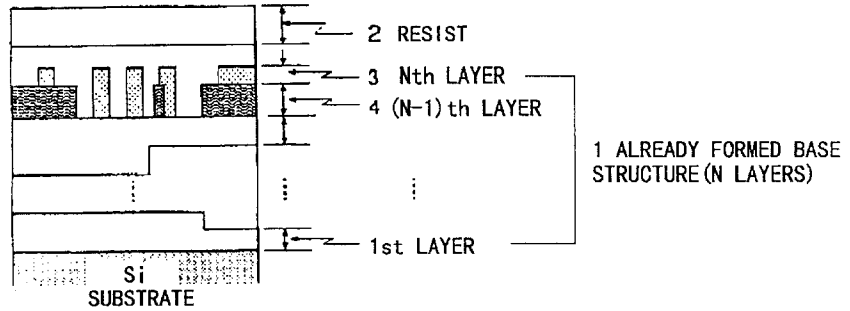 2 RESIST
3 Nth LAYER
4 (N-1)th LAYER
1 ALREADY FORMED BASE
STRUCTURE(N LAYERS)
1st LAYER
Si
SUBSTRATE